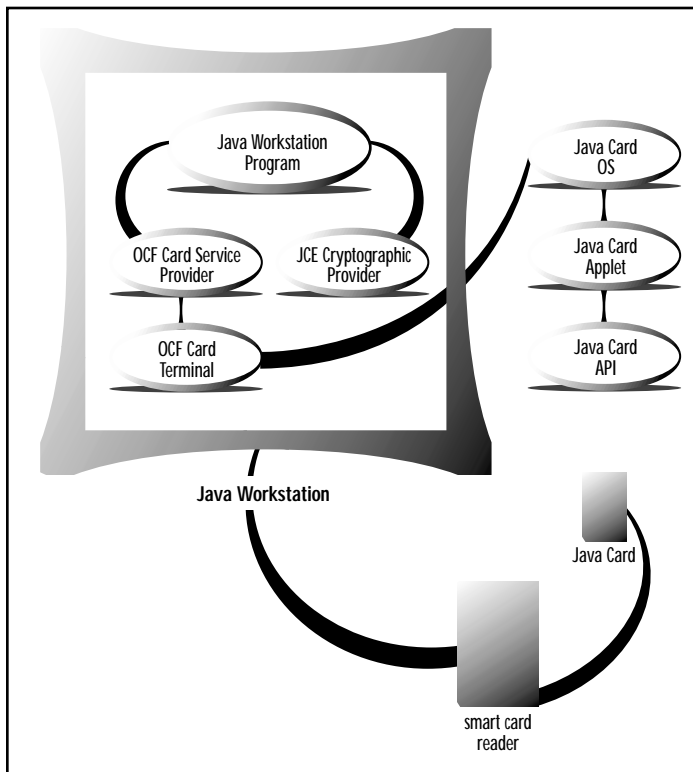 Java Workstation
Program
OCF Card Service
Provider
JCE Cryptographic
Provider
OCF Card
Terminal
Java Card
OS
Java Card
Applet
Java Card
API
Java Workstation
Java Card
smart card
reader